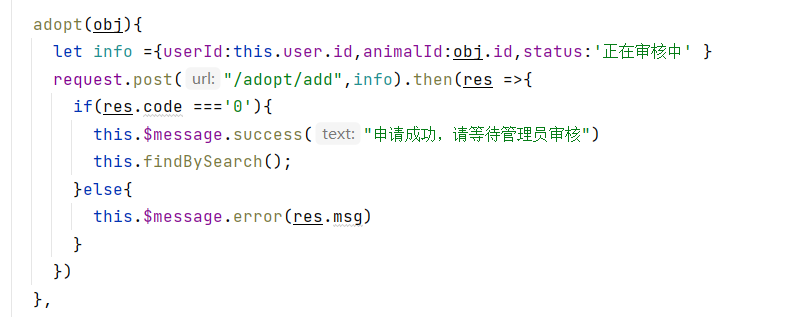 adopt(obj){
let info ={userId:this.user.id,animalId:obj.id,status:'正在审核中' }
request.post( url: "/adopt/add",info).then(res =>{
if(res.code ==='0'){
this.$message.success( text: "申请成功，请等待管理员审核")
this.findBySearch();
}else{
this.$message.error(res.msg)
}
})
},